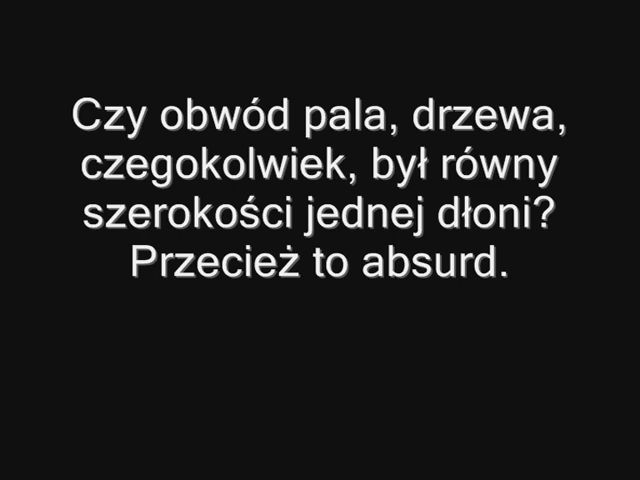 Czy obwód pala, drzewa,
czegokolwiek, był równy
szerokości jednej dłoni?
Przecież to absurd.